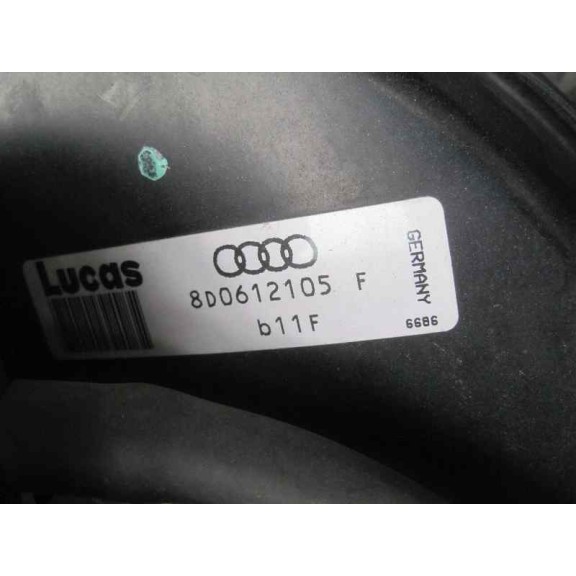 Lucas
8D0612105 F
b11F
GERMANY
6686